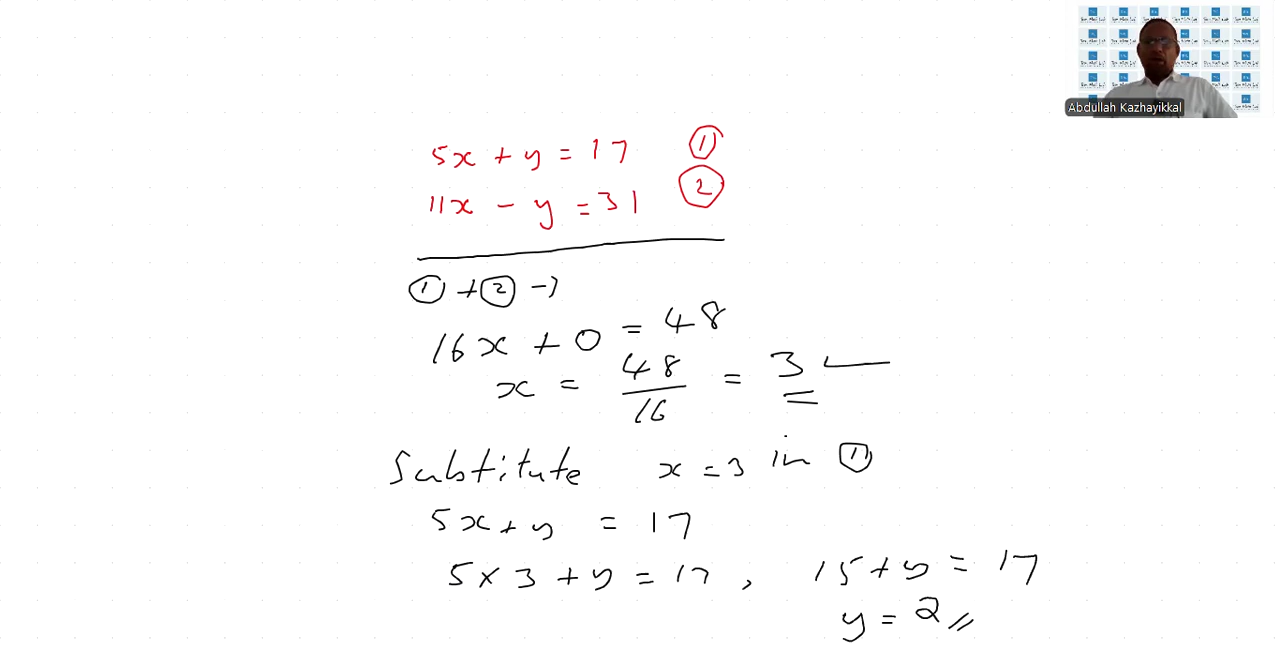 Abdullah Kazhayikkal
5x + y = 17 ①
11x - y = 31 ②
① + ② →
16x + 0 = 48
x = 48/16 = 3
Substitute x = 3 in ①
5x + y = 17
5 × 3 + y = 17 , 15 + y = 17
y = 2 //